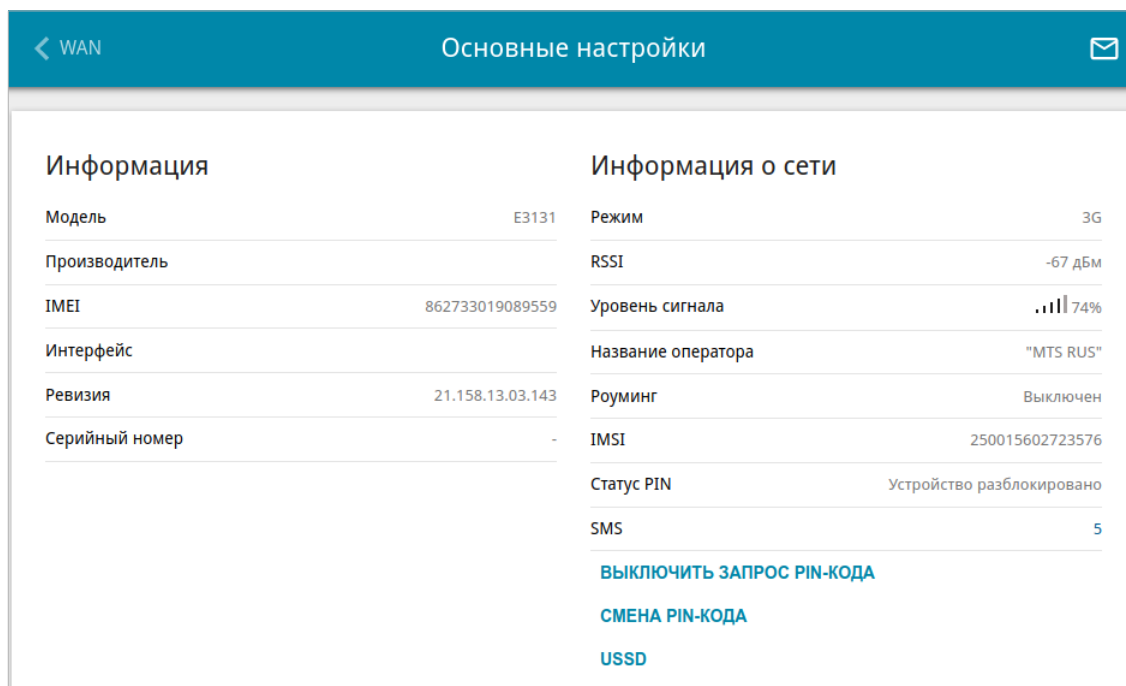 WAN
Основные настройки
Информация
Модель E3131
Производитель
IMEI 862733019089559
Интерфейс
Ревизия 21.158.13.03.143
Серийный номер -
Информация о сети
Режим 3G
RSSI -67 дБм
Уровень сигнала 74%
Название оператора "MTS RUS"
Роуминг Выключен
IMSI 250015602723576
Статус PIN Устройство разблокировано
SMS 5
ВЫКЛЮЧИТЬ ЗАПРОС PIN-КОДА
СМЕНА PIN-КОДА
USSD